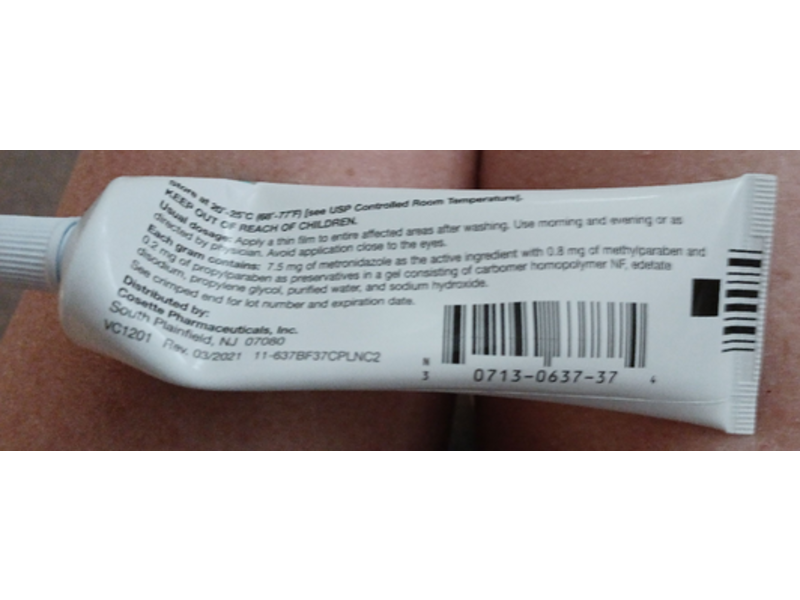 Store at 20°-25°C (68°-77°F) [see USP Controlled Room Temperature].
KEEP OUT OF REACH OF CHILDREN.
Usual dosage: Apply a thin film to entire affected areas after washing. Use morning and evening or as
directed by physician. Avoid application close to the eyes.
Each gram contains: 7.5 mg of metronidazole as the active ingredient with 0.8 mg of methylparaben and
0.2 mg of propylparaben as preservatives in a gel consisting of carbomer homopolymer NF, edetate
disodium, propylene glycol, purified water, and sodium hydroxide.
See crimped end for lot number and expiration date.
Distributed by:
Cosette Pharmaceuticals, Inc.
South Plainfield, NJ 07080
VC1201 Rev. 03/2021 11-637BF37CPLNC2
N
3 0713-0637-37 4